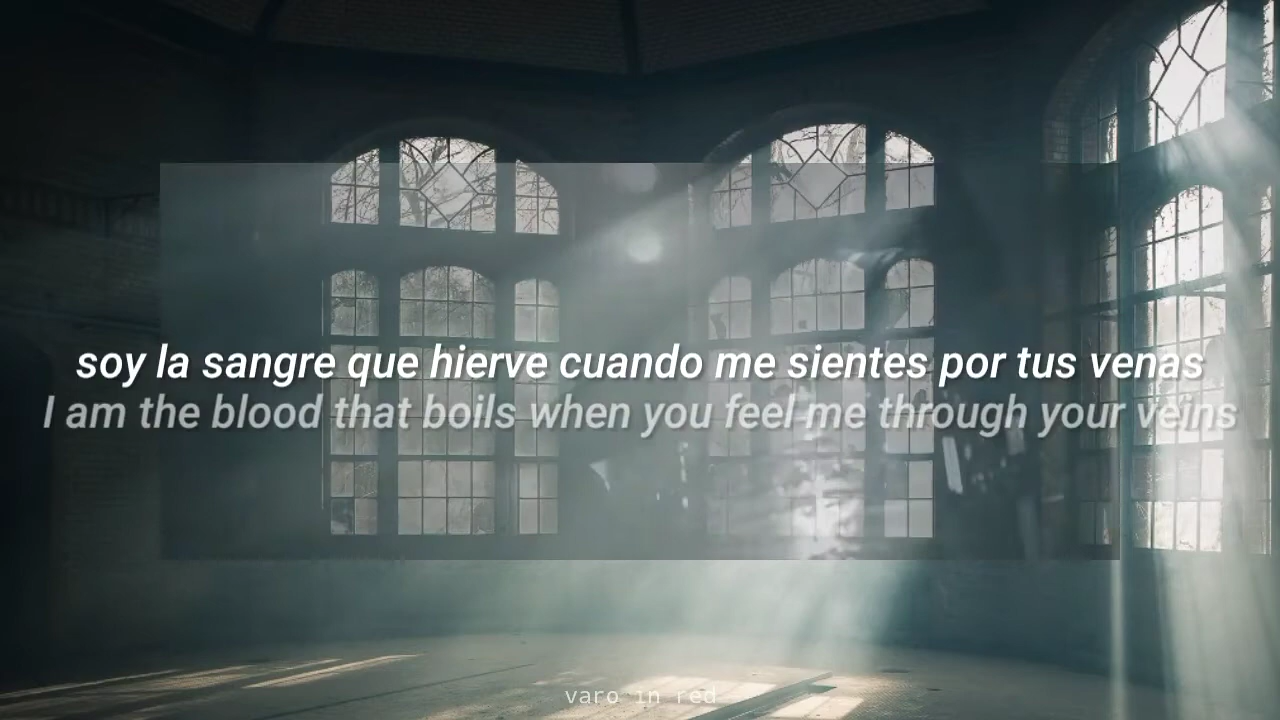 soy la sangre que hierve cuando me sientes por tus venas
I am the blood that boils when you feel me through your veins
varo in red